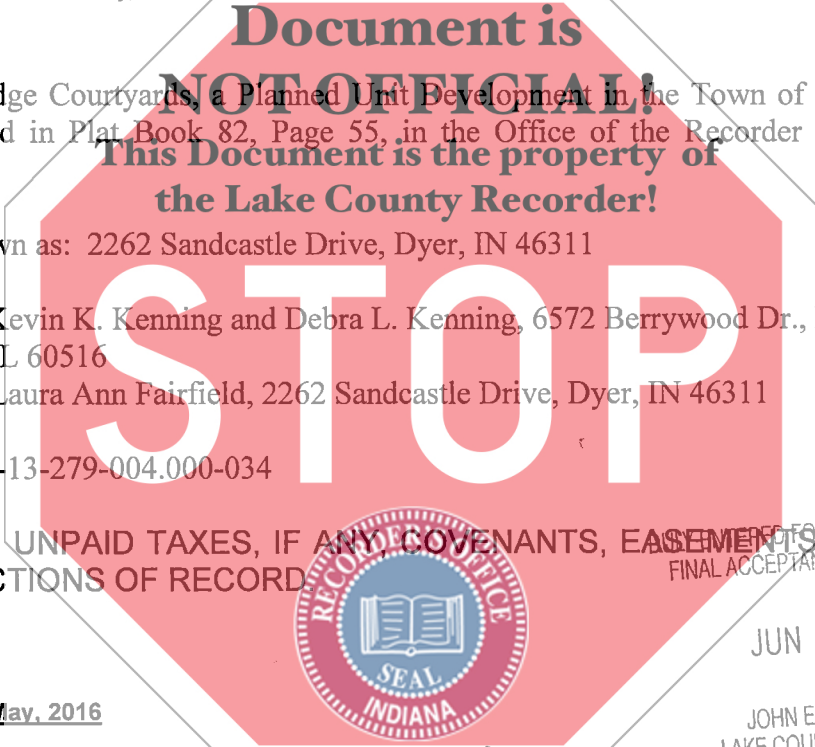 Document is
NOT OFFICIAL!
dge Courtyards, a Planned Unit Development in the Town of
d in Plat Book 82, Page 55, in the Office of the Recorder
This Document is the property of
the Lake County Recorder!
wn as: 2262 Sandcastle Drive, Dyer, IN 46311
STOP
Kevin K. Kenning and Debra L. Kenning, 6572 Berrywood Dr.,
L 60516
Laura Ann Fairfield, 2262 Sandcastle Drive, Dyer, IN 46311
-13-279-004.000-034
UNPAID TAXES, IF ANY, COVENANTS, EASEMENTS
CTIONS OF RECORD.
FINAL ACCEPTA
RECORDER OFFICE
SEAL
INDIANA
JUN
May, 2016
JOHN E
LAKE COU